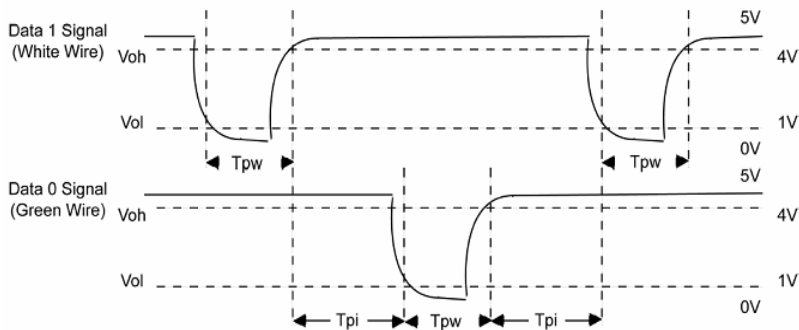 5V
Data 1 Signal
(White Wire)
Voh
4V
Vol
1V
0V
Tpw
Tpw
5V
Data 0 Signal
(Green Wire)
Voh
4V
Vol
1V
0V
Tpi
Tpw
Tpi